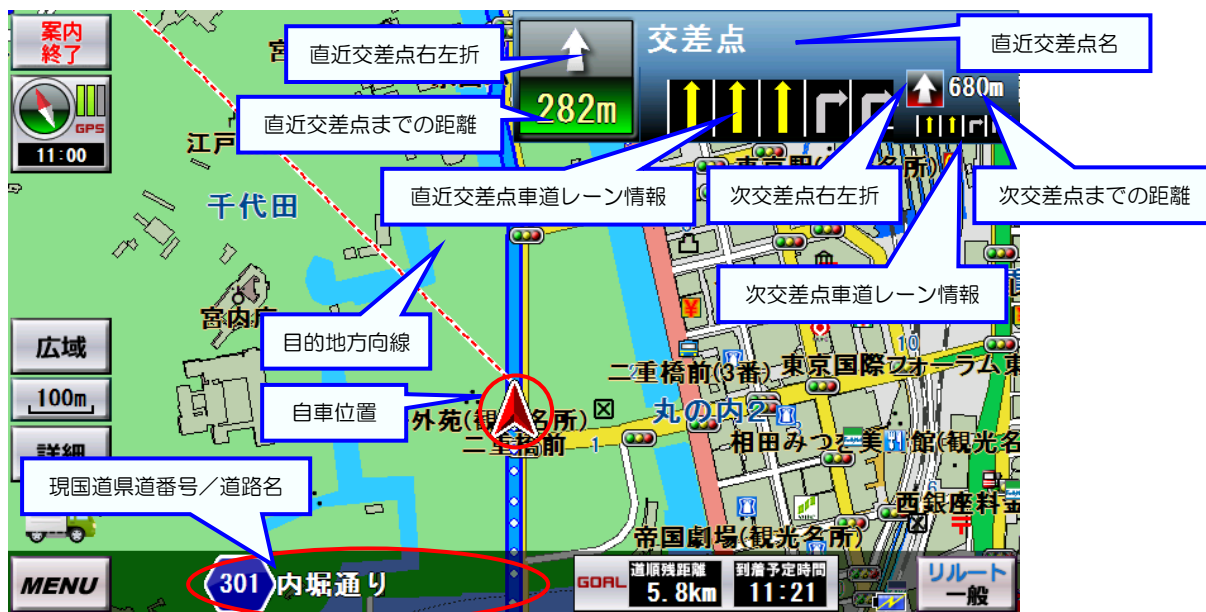 案内
終了
GPS
11:00
直近交差点右左折
282m
直近交差点までの距離
交差点
直近交差点名
680m
直近交差点車道レーン情報
次交差点右左折
次交差点までの距離
次交差点車道レーン情報
江戸
千代田
宮内
目的地方向線
自車位置
広域
100m
詳細
二重橋前(3番)
東京国際フォーラム東
10
外苑(観光名所)
二重橋前
1
丸の内2
相田みつを美術館(観光名
6
西銀座料金
帝国劇場(観光名所)
現国道県道番号／道路名
MENU
301
内堀通り
GOAL
道順残距離
5.8km
到着予定時間
11:21
リルート
一般